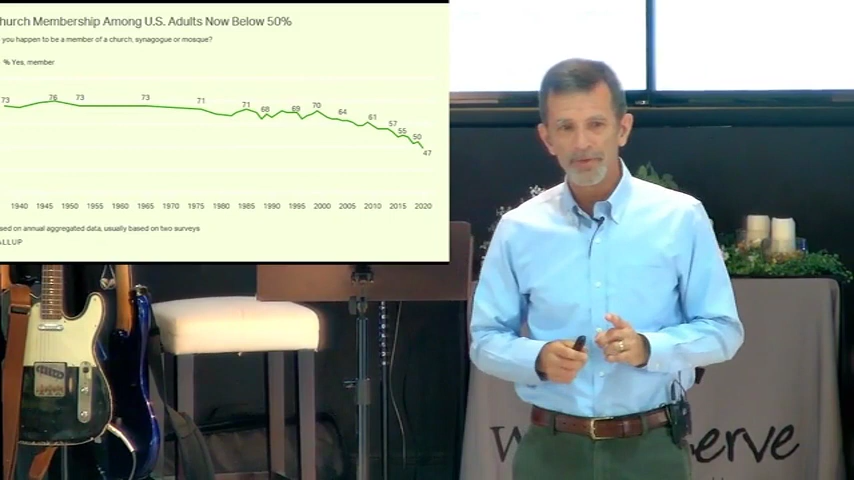 hurch Membership Among U.S. Adults Now Below 50%
you happen to be a member of a church, synagogue or mosque?
% Yes, member
73 76 73 73 71 71 68 69 70 64 61 57 55 50 47
1940 1945 1950 1955 1960 1965 1970 1975 1980 1985 1990 1995 2000 2005 2010 2015 2020
sed on annual aggregated data, usually based on two surveys
ALLUP
W erve